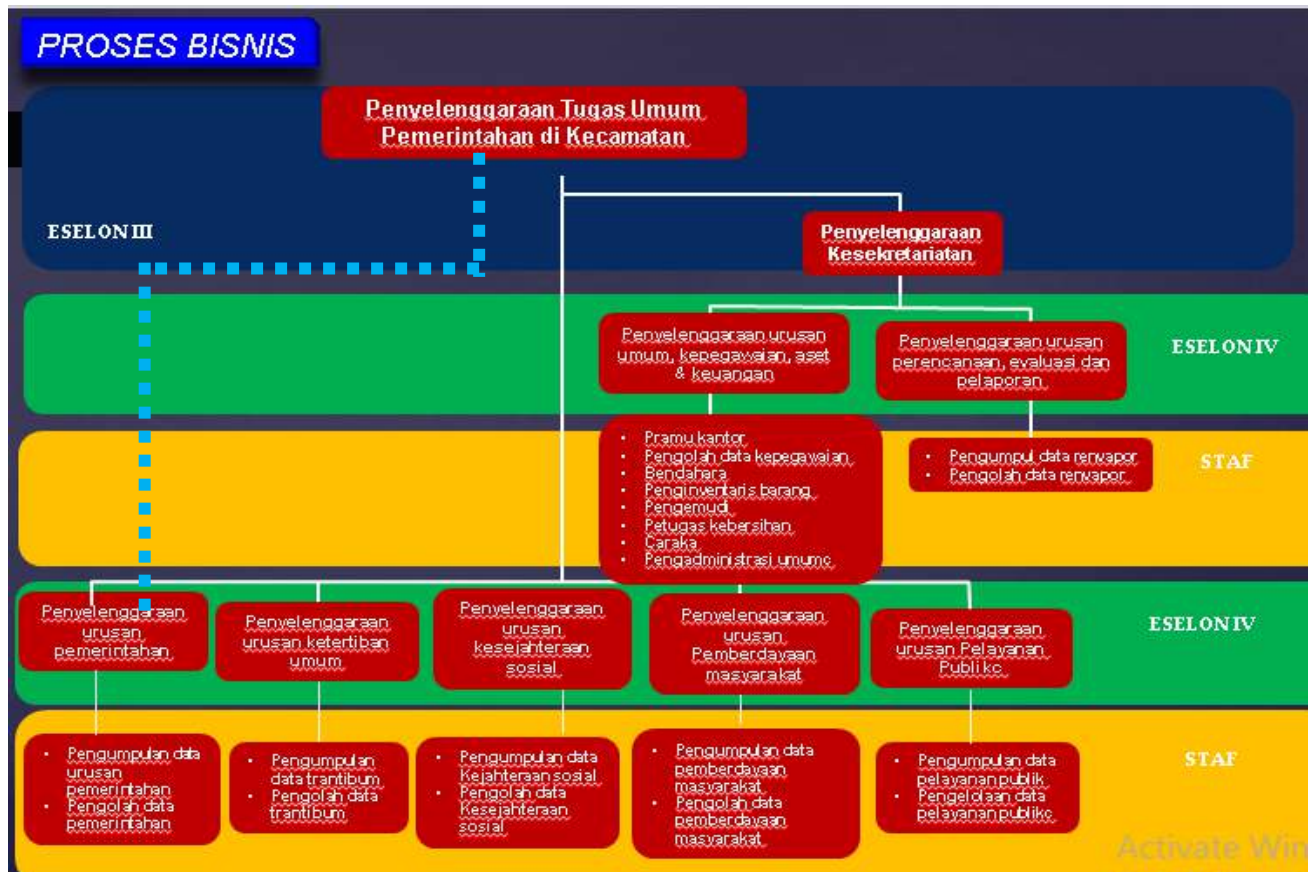 PROSES BISNIS
Penyelenggaraan Tugas Umum
Pemerintahan di Kecamatan
ESELON III
Penyelenggaraan
Kesekretariatan
Penyelenggaraan urusan
umum, kepegawaian, aset
& keuangan
Penyelenggaraan urusan
perencanaan, evaluasi dan
pelaporan
ESELON IV
• Pramu kantor
• Pengolah data kepegawaian
• Bendahara
• Penginventaris barang
• Pengemudi
• Petugas kebersihan
• Caraka
• Pengadministrasi umumc
• Pengumpul data renvapor
• Pengolah data renvapor
STAF
Penyelenggaraan
urusan
pemerintahan
Penyelenggaraan
urusan ketertiban
umum
Penyelenggaraan
urusan
kesejahteraan
sosial
Penyelenggaraan
urusan
Pemberdayaan
masyarakat
Penyelenggaraan
urusan Pelayanan
Publikc
ESELON IV
• Pengumpulan data
urusan
pemerintahan
• Pengolah data
pemerintahan
• Pengumpulan
data trantibum
• Pengolah data
trantibum
• Pengumpulan data
Kejahteraan sosial
• Pengolah data
Kesejahteraan
sosial
• Pengumpulan data
pemberdayaan
masyarakat
• Pengolah data
pemberdayaan
masyarakat
• Pengumpulan data
pelayanan publik
• Pengelolaan data
pelayanan publikc
STAF
Activate Win